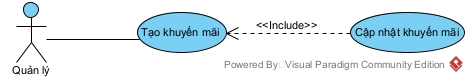 <<Include>>
Tạo khuyến mãi
Cập nhật khuyến mãi
Quản lý
Powered By Visual Paradigm Community Edition